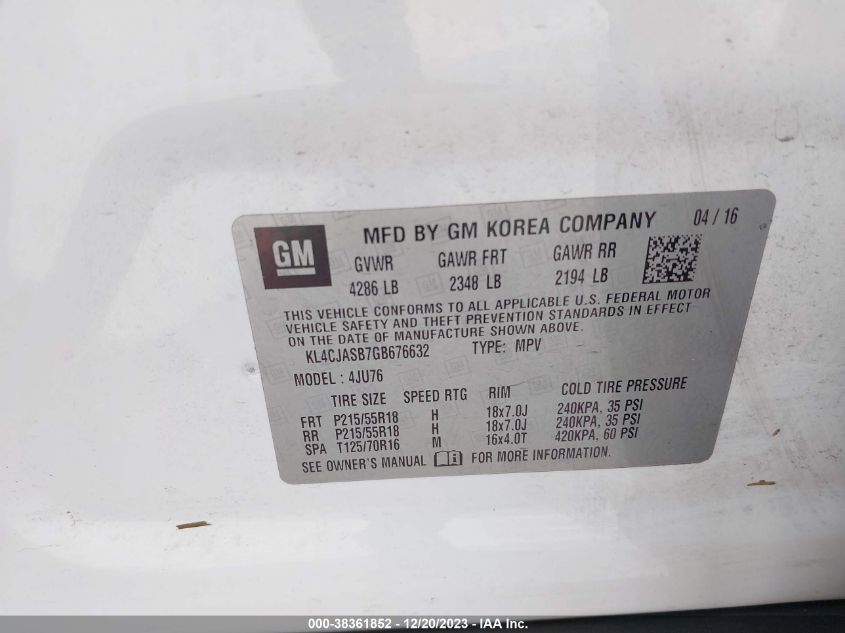 GM
MFD BY GM KOREA COMPANY 04 / 16
GVWR GAWR FRT GAWR RR
4286 LB 2348 LB 2194 LB
THIS VEHICLE CONFORMS TO ALL APPLICABLE U.S. FEDERAL MOTOR
VEHICLE SAFETY AND THEFT PREVENTION STANDARDS IN EFFECT
ON THE DATE OF MANUFACTURE SHOWN ABOVE.
KL4CJASB7GB676632 TYPE: MPV
MODEL : 4JU76
TIRE SIZE SPEED RTG RIM COLD TIRE PRESSURE
FRT P215/55R18 H 18x7.0J 240KPA, 35 PSI
RR P215/55R18 H 18x7.0J 240KPA, 35 PSI
SPA T125/70R16 M 16x4.0T 420KPA, 60 PSI
SEE OWNER'S MANUAL i FOR MORE INFORMATION.
000-38361852 - 12/20/2023 - IAA Inc.